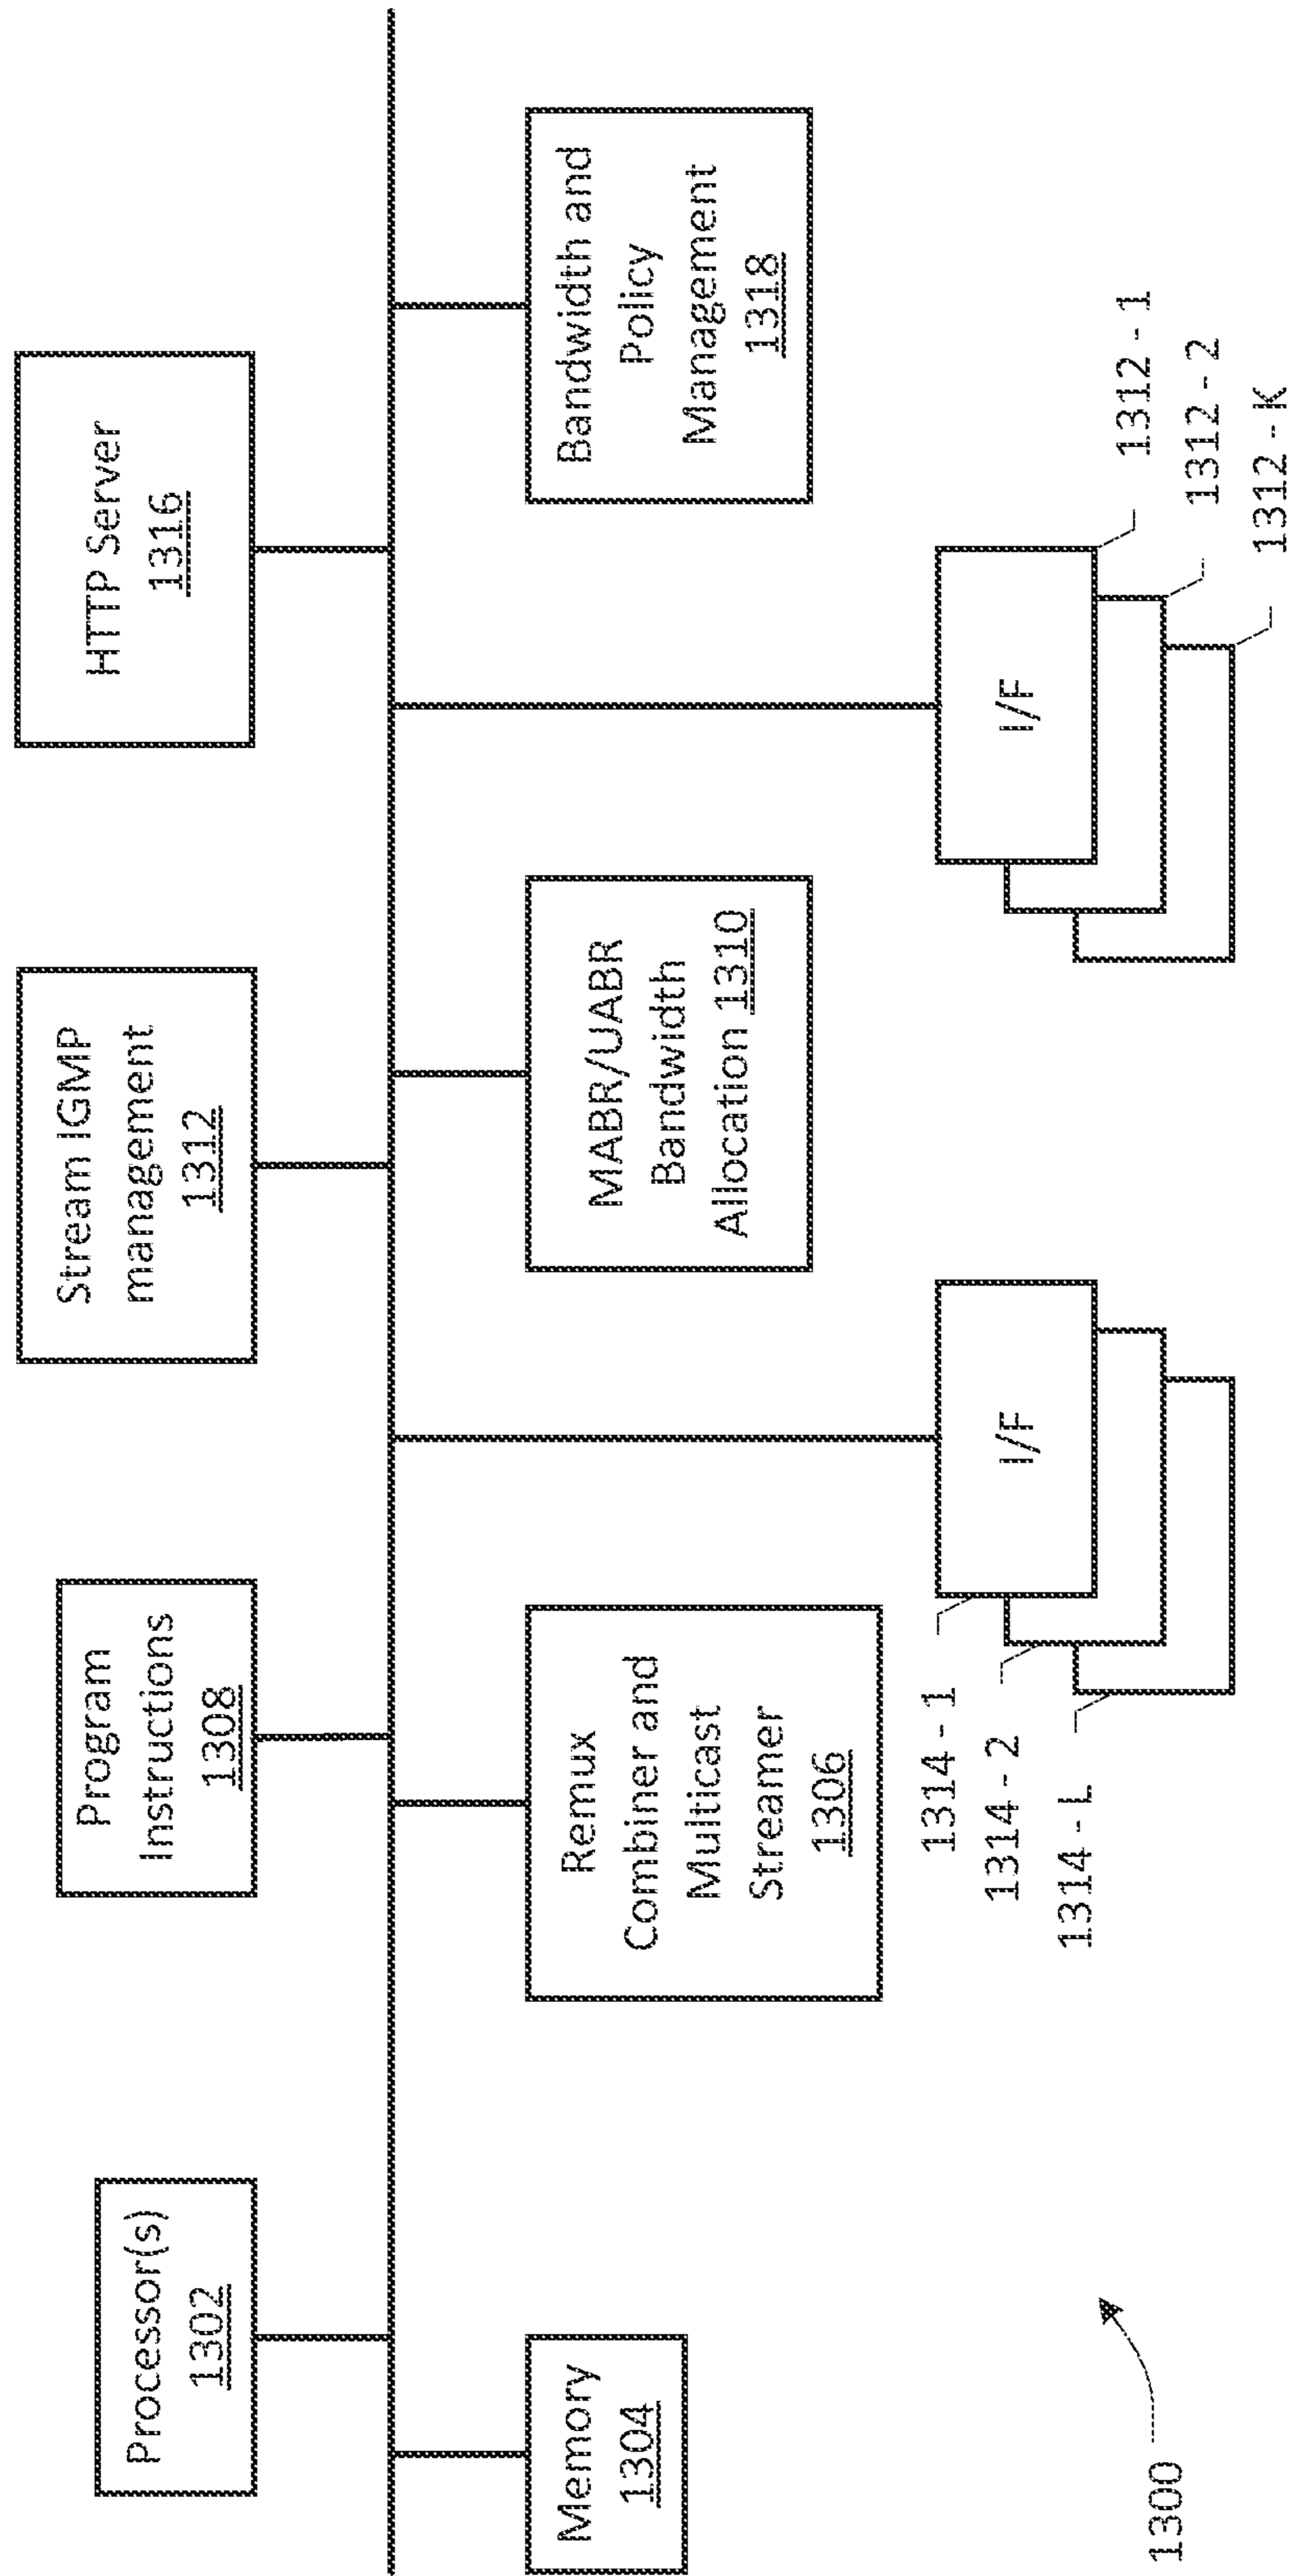 Processor(s)
1302
Program
Instructions
1308
Stream IGMP
management
1312
HTTP Server
1316
Memory
1304
Remux
Combiner and
Multicast
Streamer
1306
MABR/UABR
Bandwidth
Allocation 1310
Bandwidth and
Policy
Management
1318
I/F
1314 - 1
1314 - 2
1314 - L
I/F
1312 - 1
1312 - 2
1312 - K
1300